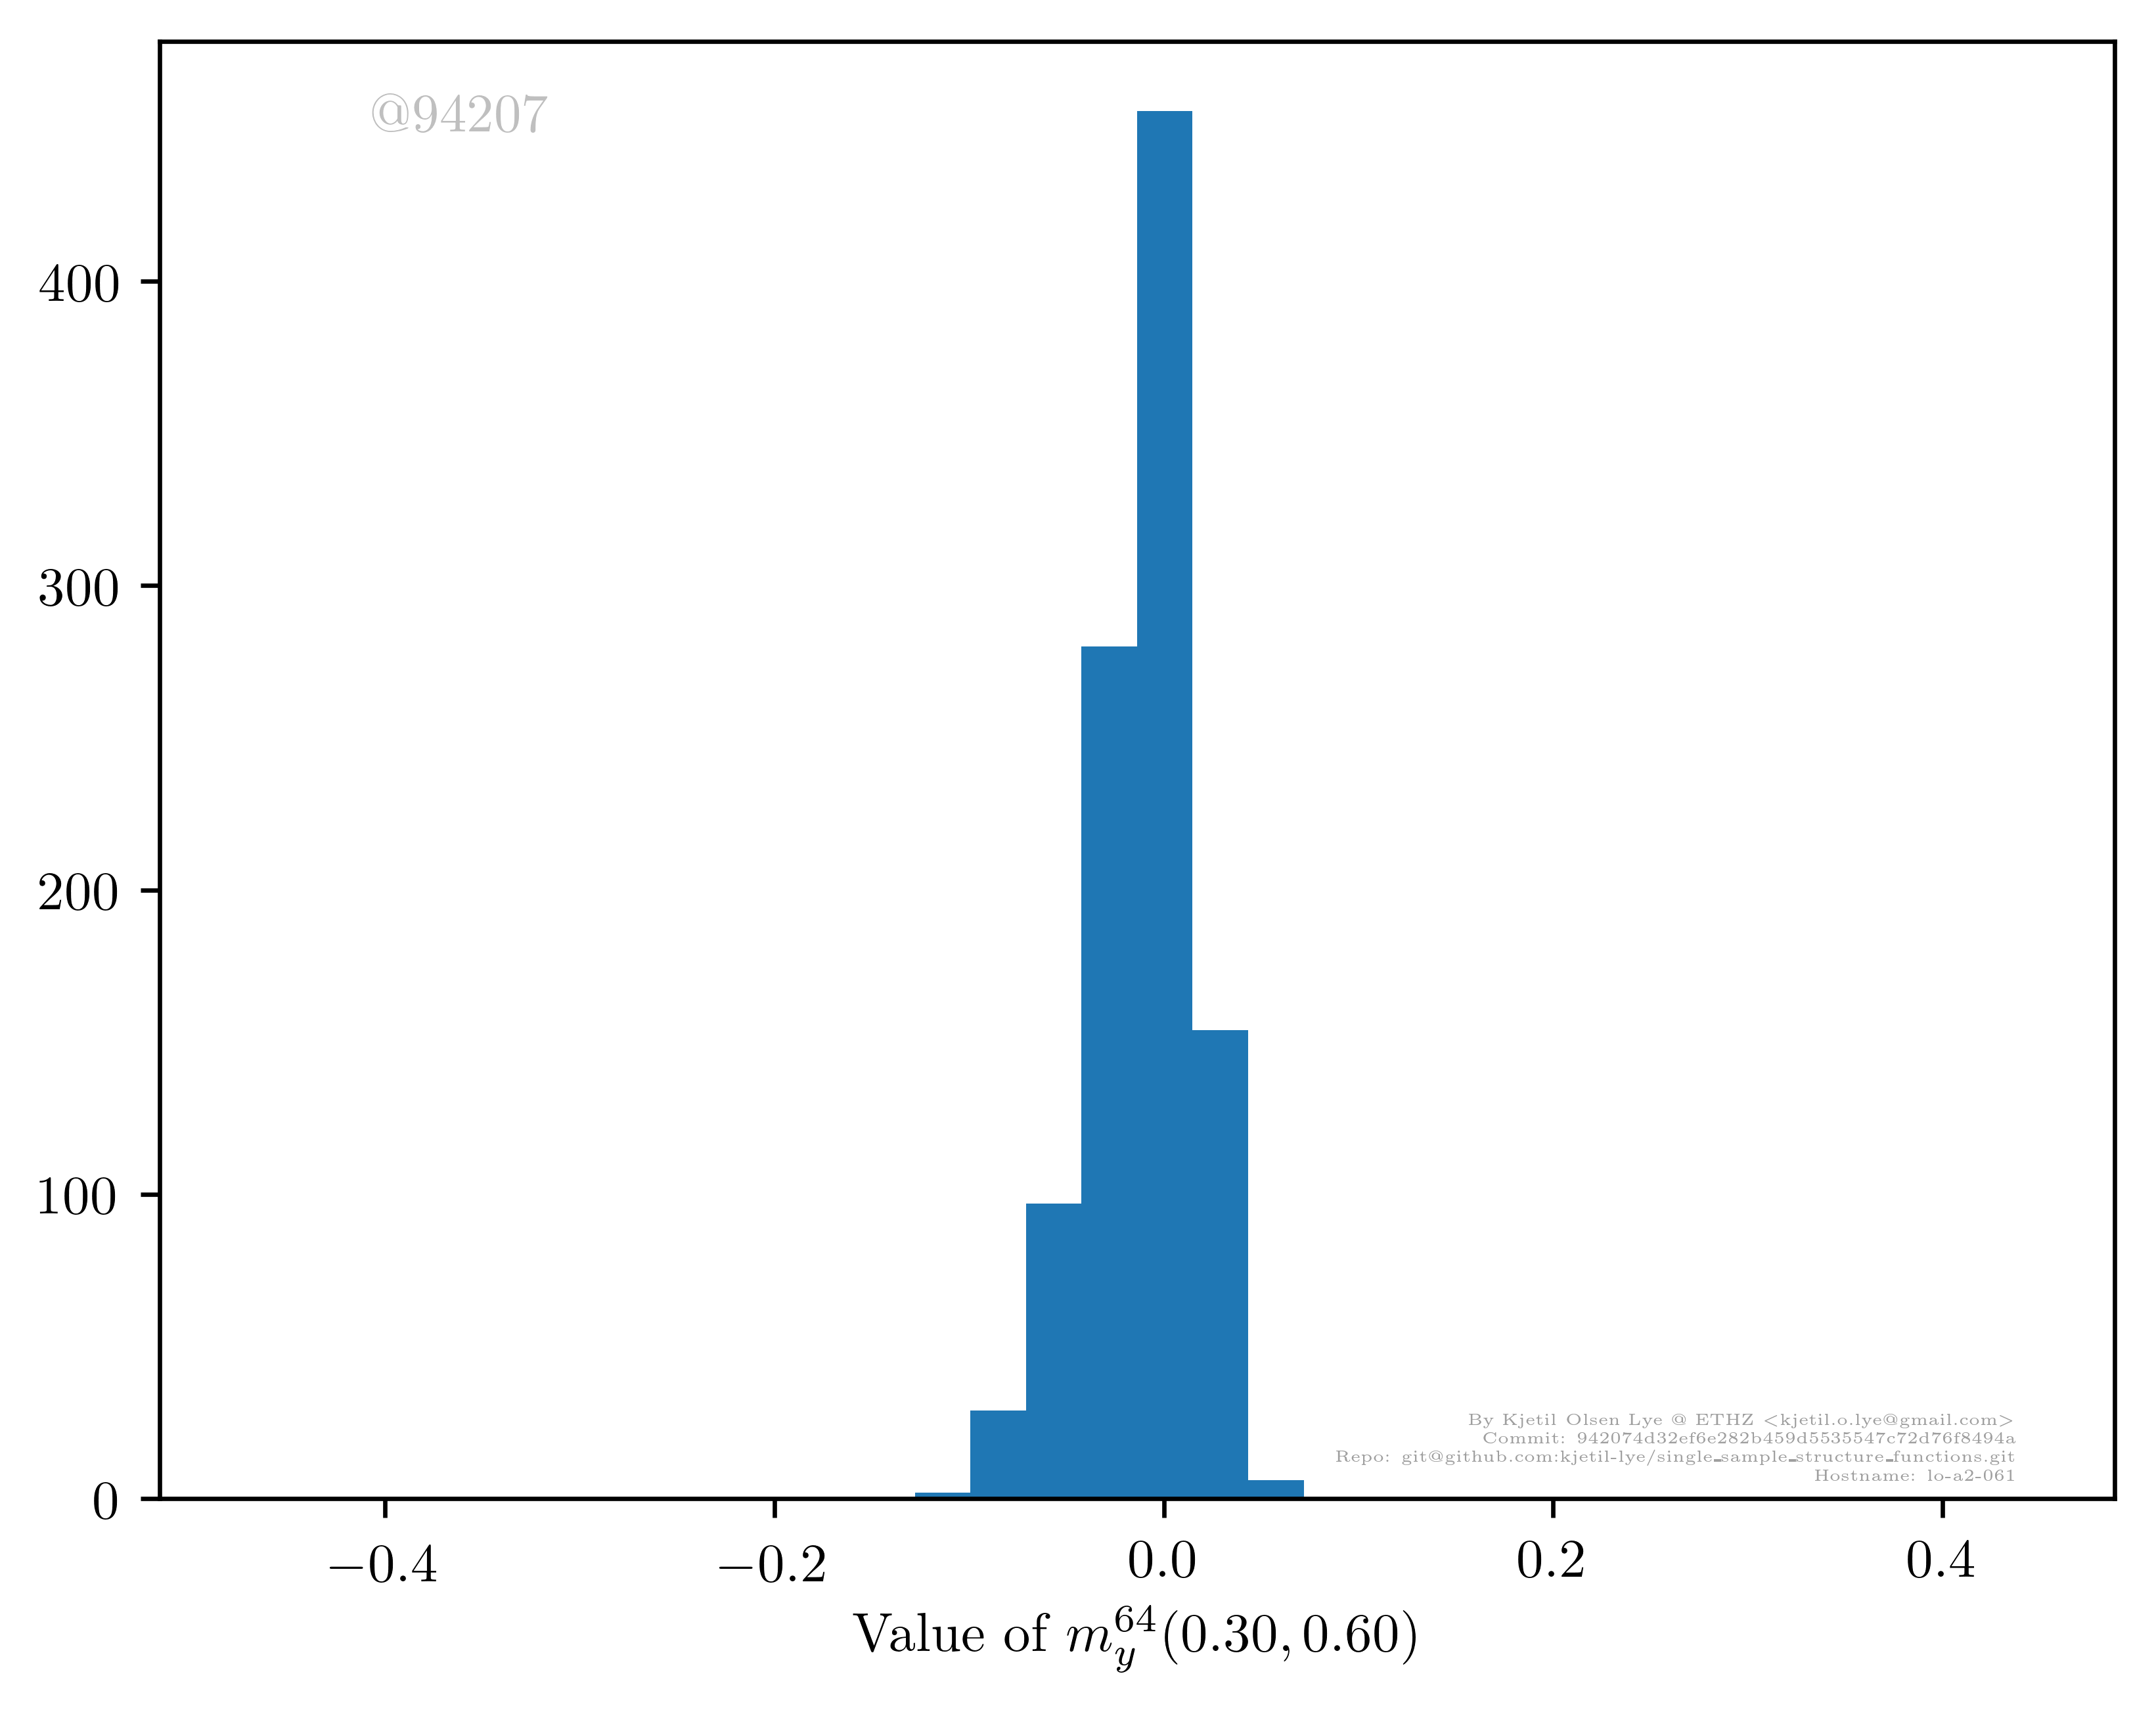 @94207
400
300
200
100
0
−0.4 −0.2 0.0 0.2 0.4
Value of $m_y^{64}(0.30, 0.60)$
By Kjetil Olsen Lye @ ETHZ <kjetil.o.lye@gmail.com>
Commit: 942074d32ef6e282b459d5535547c72d76f8494a
Repo: git@github.com:kjetil-lye/single_sample_structure_functions.git
Hostname: lo-a2-061